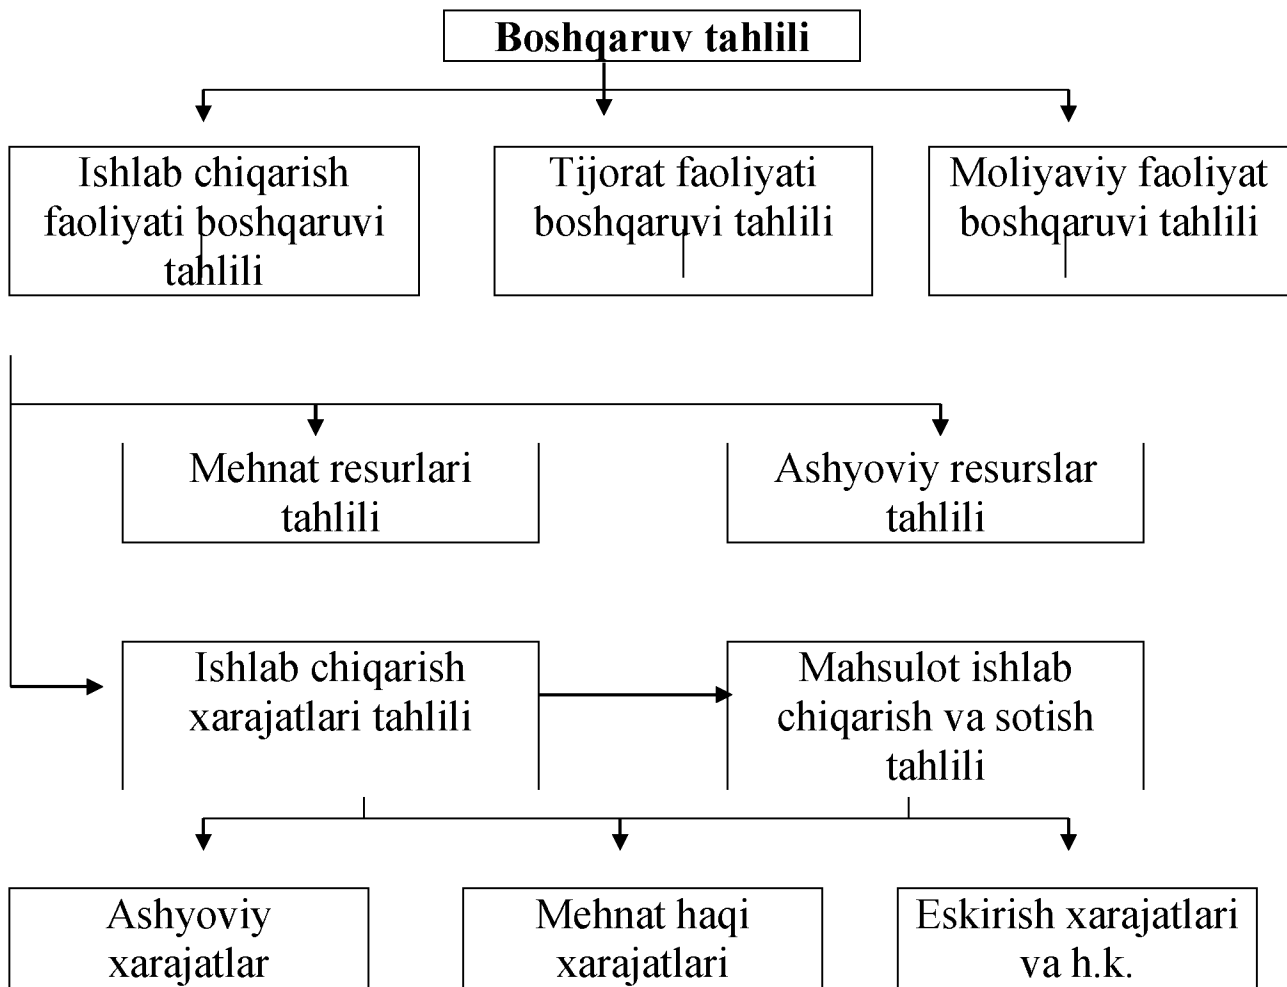 Boshqaruv tahlili
Ishlab chiqarish
faoliyati boshqaruvi
tahlili
Tijorat faoliyati
boshqaruvi tahlili
Moliyaviy faoliyat
boshqaruvi tahlili
Mehnat resurlari
tahlili
Ashyoviy resurslar
tahlili
Ishlab chiqarish
xarajatlari tahlili
Mahsulot ishlab
chiqarish va sotish
tahlili
Ashyoviy
xarajatlar
Mehnat haqi
xarajatlari
Eskirish xarajatlari
va h.k.